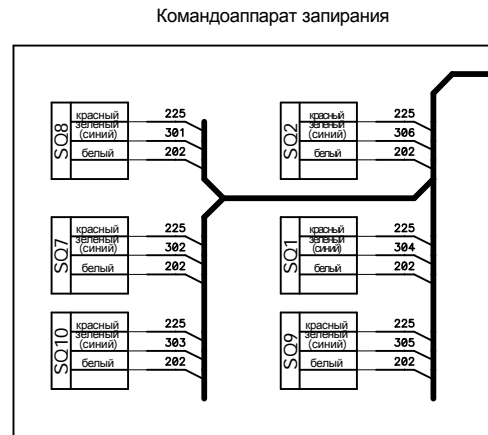 Командоаппарат запирания
SQ8
красный 225
зеленый
(синий) 301
белый 202
SQ2
красный 225
зеленый
(синий) 306
белый 202
SQ7
красный 225
зеленый
(синий) 302
белый 202
SQ1
красный 225
зеленый
(синий) 304
белый 202
SQ10
красный 225
зеленый
(синий) 303
белый 202
SQ9
красный 225
зеленый
(синий) 305
белый 202